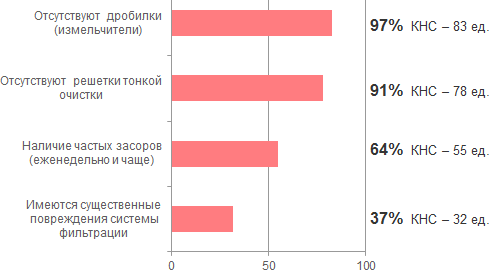 Отсутствуют дробилки
(измельчители)
97% КНС – 83 ед.
Отсутствуют решетки тонкой
очистки
91% КНС – 78 ед.
Наличие частых засоров
(еженедельно и чаще)
64% КНС – 55 ед.
Имеются существенные
повреждения системы
фильтрации
37% КНС – 32 ед.
0 50 100